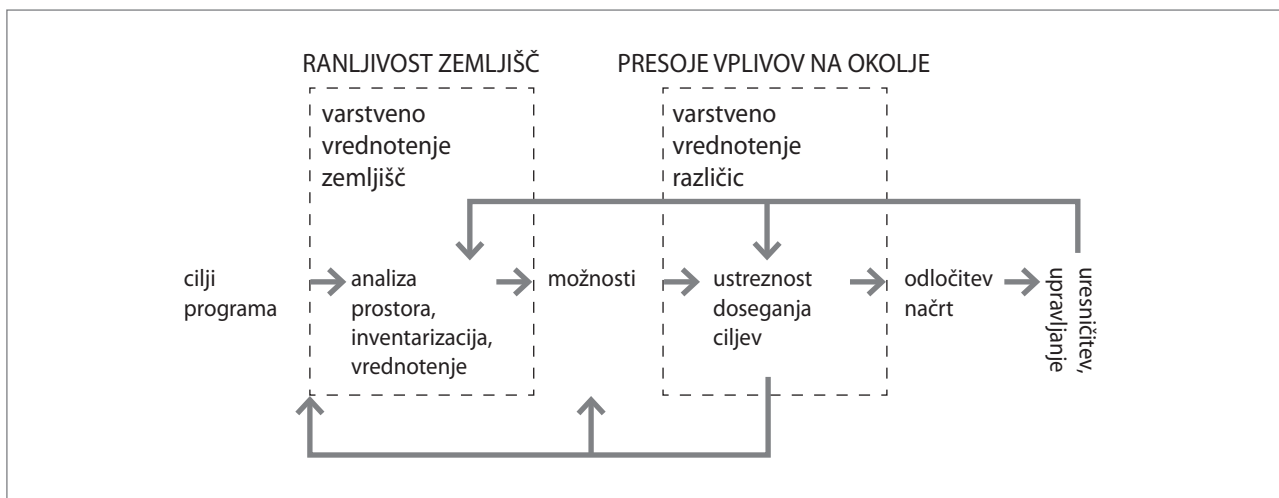 RANLJIVOST ZEMLJIŠČ
PRESOJE VPLIVOV NA OKOLJE
varstveno
vrednotenje
zemljišč
varstveno
vrednotenje
različic
cilji
programa
analiza
prostora,
inventarizacija,
vrednotenje
možnosti
ustreznost
doseganja
ciljev
odločitev
načrt
uresničitev,
upravljanje